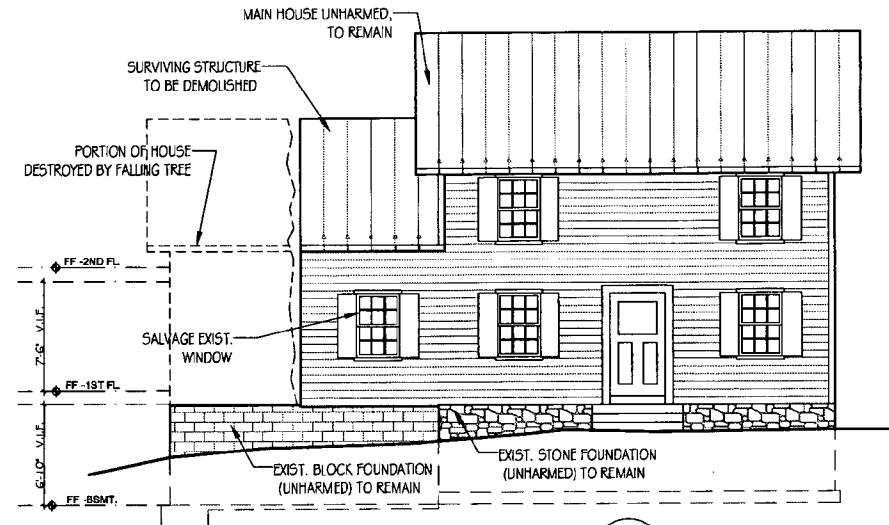 MAIN HOUSE UNHARMED,
TO REMAIN
SURVIVING STRUCTURE
TO BE DEMOLISHED
PORTION OF HOUSE
DESTROYED BY FALLING TREE
FF -2ND FL.
7'-6" V.I.F.
SALVAGE EXIST.
WINDOW
FF -1ST FL.
6'-10" V.I.F.
EXIST. BLOCK FOUNDATION
(UNHARMED) TO REMAIN
EXIST. STONE FOUNDATION
(UNHARMED) TO REMAIN
FF -BSMT.